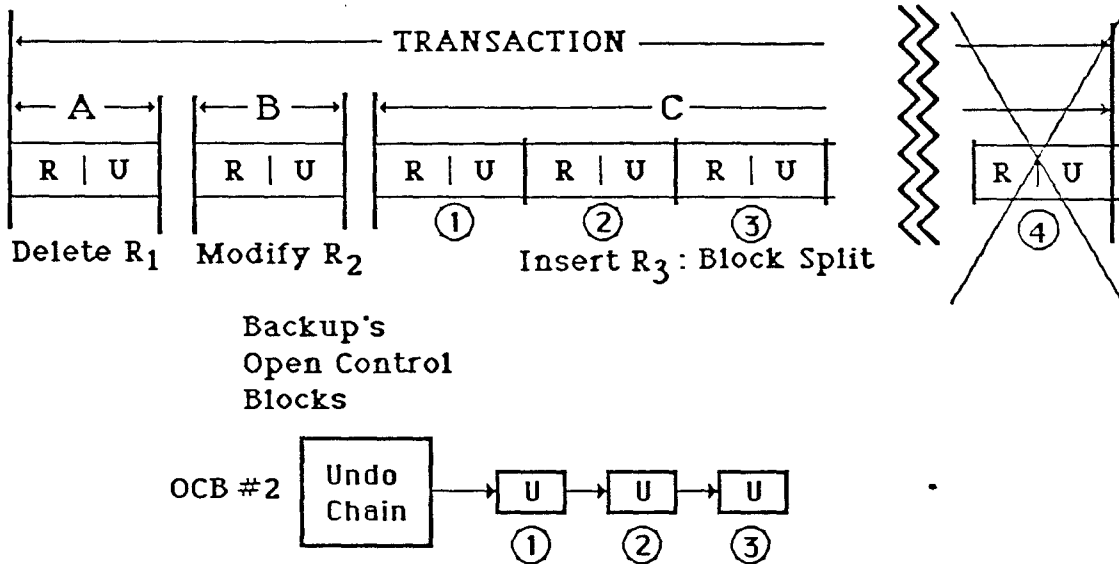 TRANSACTION
A B C
R | U R | U R | U R | U R | U R U
① ② ③ ④
Delete R1 Modify R2 Insert R3 : Block Split
Backup's
Open Control
Blocks
OCB #2 Undo U U U
Chain
① ② ③